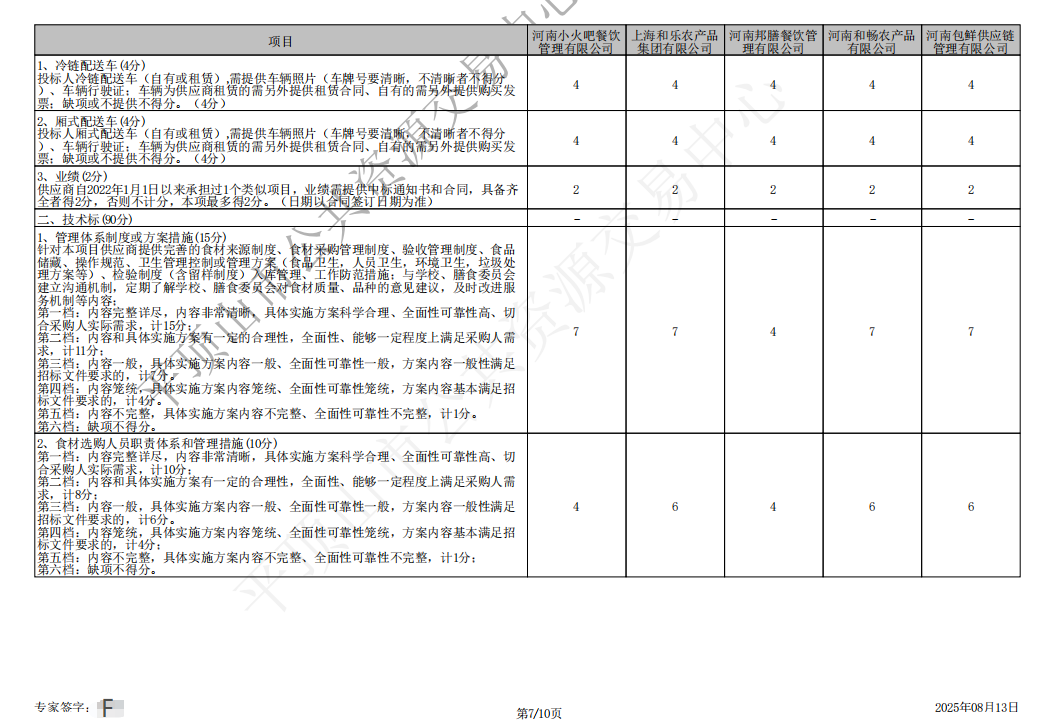 项目
河南小火吧餐饮
管理有限公司
上海和乐农产品
集团有限公司
河南邦膳餐饮管
理有限公司
河南和畅农产品
有限公司
河南包鲜供应链
管理有限公司
1、冷链配送车(4分)
投标人冷链配送车（自有或租赁）,需提供车辆照片（车牌号要清晰，不清晰者不得分
）、车辆行驶证；车辆为供应商租赁的需另外提供租赁合同、自有的需另外提供购买发
票；缺项或不提供不得分。（4分）
4 4 4 4 4
2、厢式配送车(4分)
投标人厢式配送车（自有或租赁）,需提供车辆照片（车牌号要清晰，不清晰者不得分
）、车辆行驶证；车辆为供应商租赁的需另外提供租赁合同、自有的需另外提供购买发
票；缺项或不提供不得分。（4分）
4 4 4 4 4
3、业绩(2分)
供应商自2022年1月1日以来承担过1个类似项目，业绩需提供中标通知书和合同，具备齐
全者得2分，否则不计分，本项最多得2分。（日期以合同签订日期为准）
2 2 2 2 2
二、技术标(90分)
— — — — —
1、管理体系制度或方案措施(15分)
针对本项目供应商提供完善的食材来源制度、食材采购管理制度、验收管理制度、食品
储藏、操作规范、卫生管理控制或管理方案（食品卫生，人员卫生，环境卫生，垃圾处
理方案等）、检验制度（含留样制度）、库管理、工作防范措施；与学校、膳食委员会
建立沟通机制，定期了解学校、膳食委员会对食材质量、品种的意见建议，及时改进服
务机制等内容；
第一档：内容完整详尽，内容非常清晰，具体实施方案科学合理、全面性可靠性高、切
合采购人实际需求，计15分；
第二档：内容和具体实施方案有一定的合理性，全面性、能够一定程度上满足采购人需
求，计11分；
第三档：内容一般，具体实施方案内容一般、全面性可靠性一般，方案内容一般性满足
招标文件要求的，计7分。
第四档：内容笼统，具体实施方案内容笼统、全面性可靠性笼统，方案内容基本满足招
标文件要求的，计4分。
第五档：内容不完整，具体实施方案内容不完整、全面性可靠性不完整，计1分。
第六档：缺项不得分。
7 7 4 7 7
2、食材选购人员职责体系和管理措施(10分)
第一档：内容完整详尽，内容非常清晰，具体实施方案科学合理、全面性可靠性高、切
合采购人实际需求，计10分；
第二档：内容和具体实施方案有一定的合理性，全面性、能够一定程度上满足采购人需
求，计8分；
第三档：内容一般，具体实施方案内容一般、全面性可靠性一般，方案内容一般性满足
招标文件要求的，计6分。
第四档：内容笼统，具体实施方案内容笼统、全面性可靠性笼统，方案内容基本满足招
标文件要求的，计4分；
第五档：内容不完整，具体实施方案内容不完整、全面性可靠性不完整，计1分；
第六档：缺项不得分。
4 6 4 6 6
平顶山市公共资源交易中心
平顶山市公共资源交易中心
专家签字： F
第7/10页
2025年08月13日